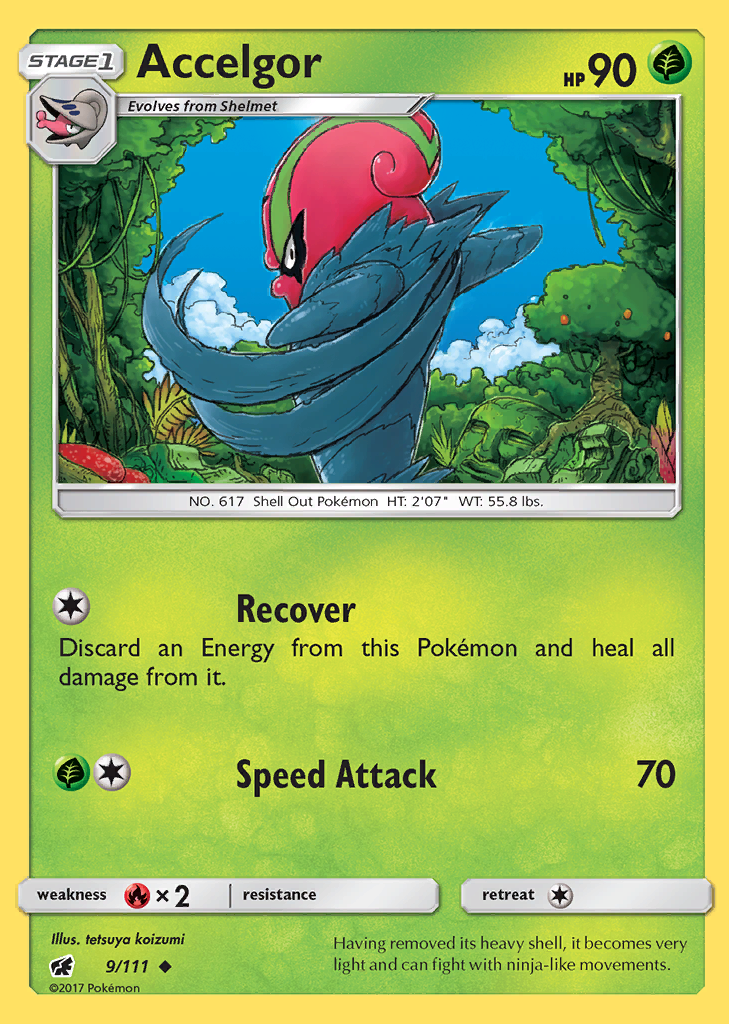 STAGE1
Accelgor
HP 90
Evolves from Shelmet
NO. 617 Shell Out Pokémon HT: 2'07" WT: 55.8 lbs.
Recover
Discard an Energy from this Pokémon and heal all
damage from it.
Speed Attack 70
weakness × 2 resistance retreat
Illus. tetsuya koizumi
9/111
©2017 Pokémon
Having removed its heavy shell, it becomes very
light and can fight with ninja-like movements.